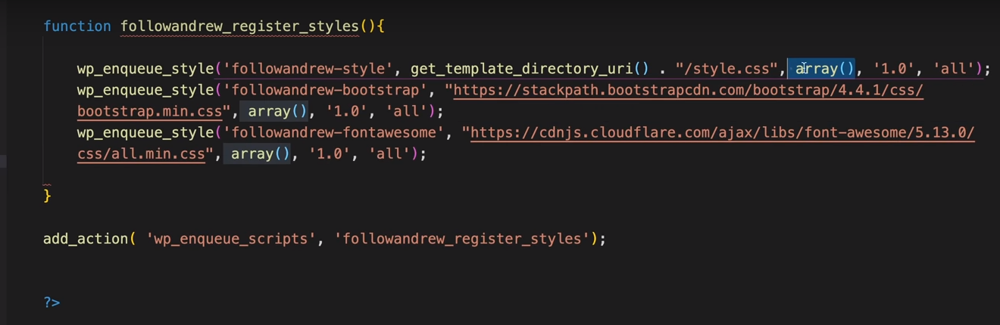 function followandrew_register_styles(){
wp_enqueue_style('followandrew-style', get_template_directory_uri() . "/style.css", array(), '1.0', 'all');
wp_enqueue_style('followandrew-bootstrap', "https://stackpath.bootstrapcdn.com/bootstrap/4.4.1/css/
bootstrap.min.css", array(), '1.0', 'all');
wp_enqueue_style('followandrew-fontawesome', "https://cdnjs.cloudflare.com/ajax/libs/font-awesome/5.13.0/
css/all.min.css", array(), '1.0', 'all');
}
add_action( 'wp_enqueue_scripts', 'followandrew_register_styles');
?>